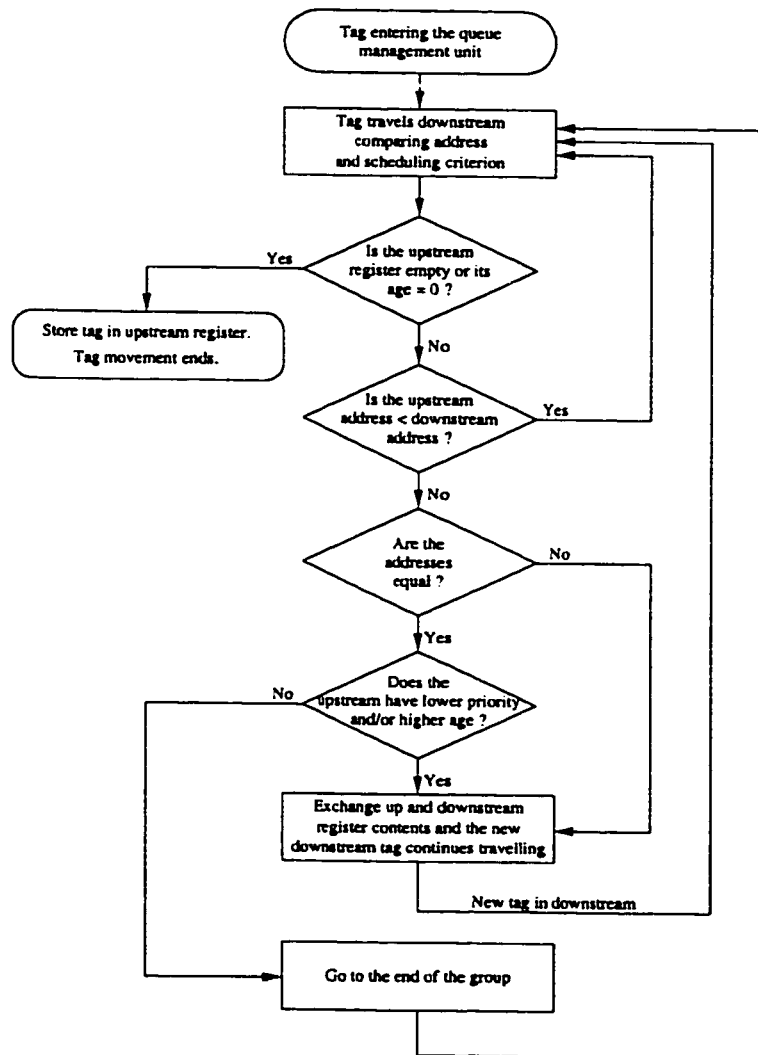 Tag entering the queue
management unit
Tag travels downstream
comparing address
and scheduling criterion
Yes
Is the upstream
register empty or its
age = 0 ?
Store tag in upstream register.
Tag movement ends.
No
Is the upstream
address < downstream
address ?
Yes
No
Are the
addresses
equal ?
No
Yes
No
Does the
upstream have lower priority
and/or higher age ?
Yes
Exchange up and downstream
register contents and the new
downstream tag continues travelling
New tag in downstream
Go to the end of the group